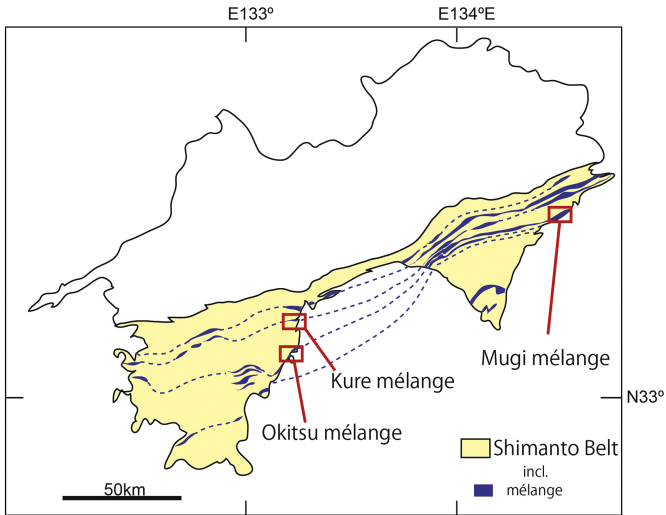 E133º
E134ºE
Mugi mélange
Kure mélange
N33º
Okitsu mélange
Shimanto Belt
incl.
mélange
50km